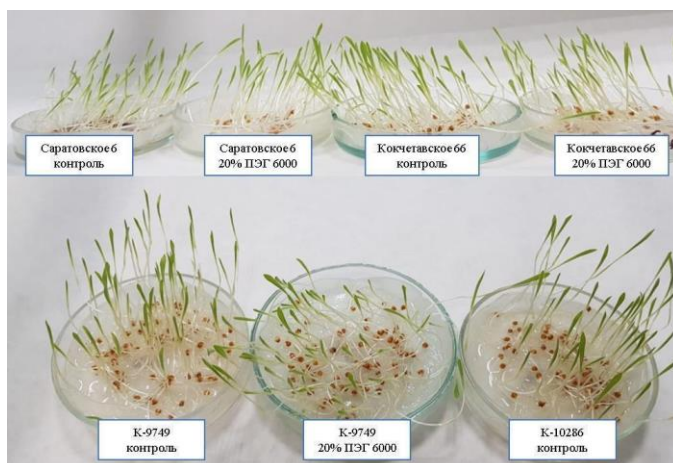 Саратовское 6
контроль
Саратовское 6
20% ПЭГ 6000
Кокчетавское 66
контроль
Кокчетавское 66
20% ПЭГ 6000
К-9749
контроль
К-9749
20% ПЭГ 6000
К-10286
контроль